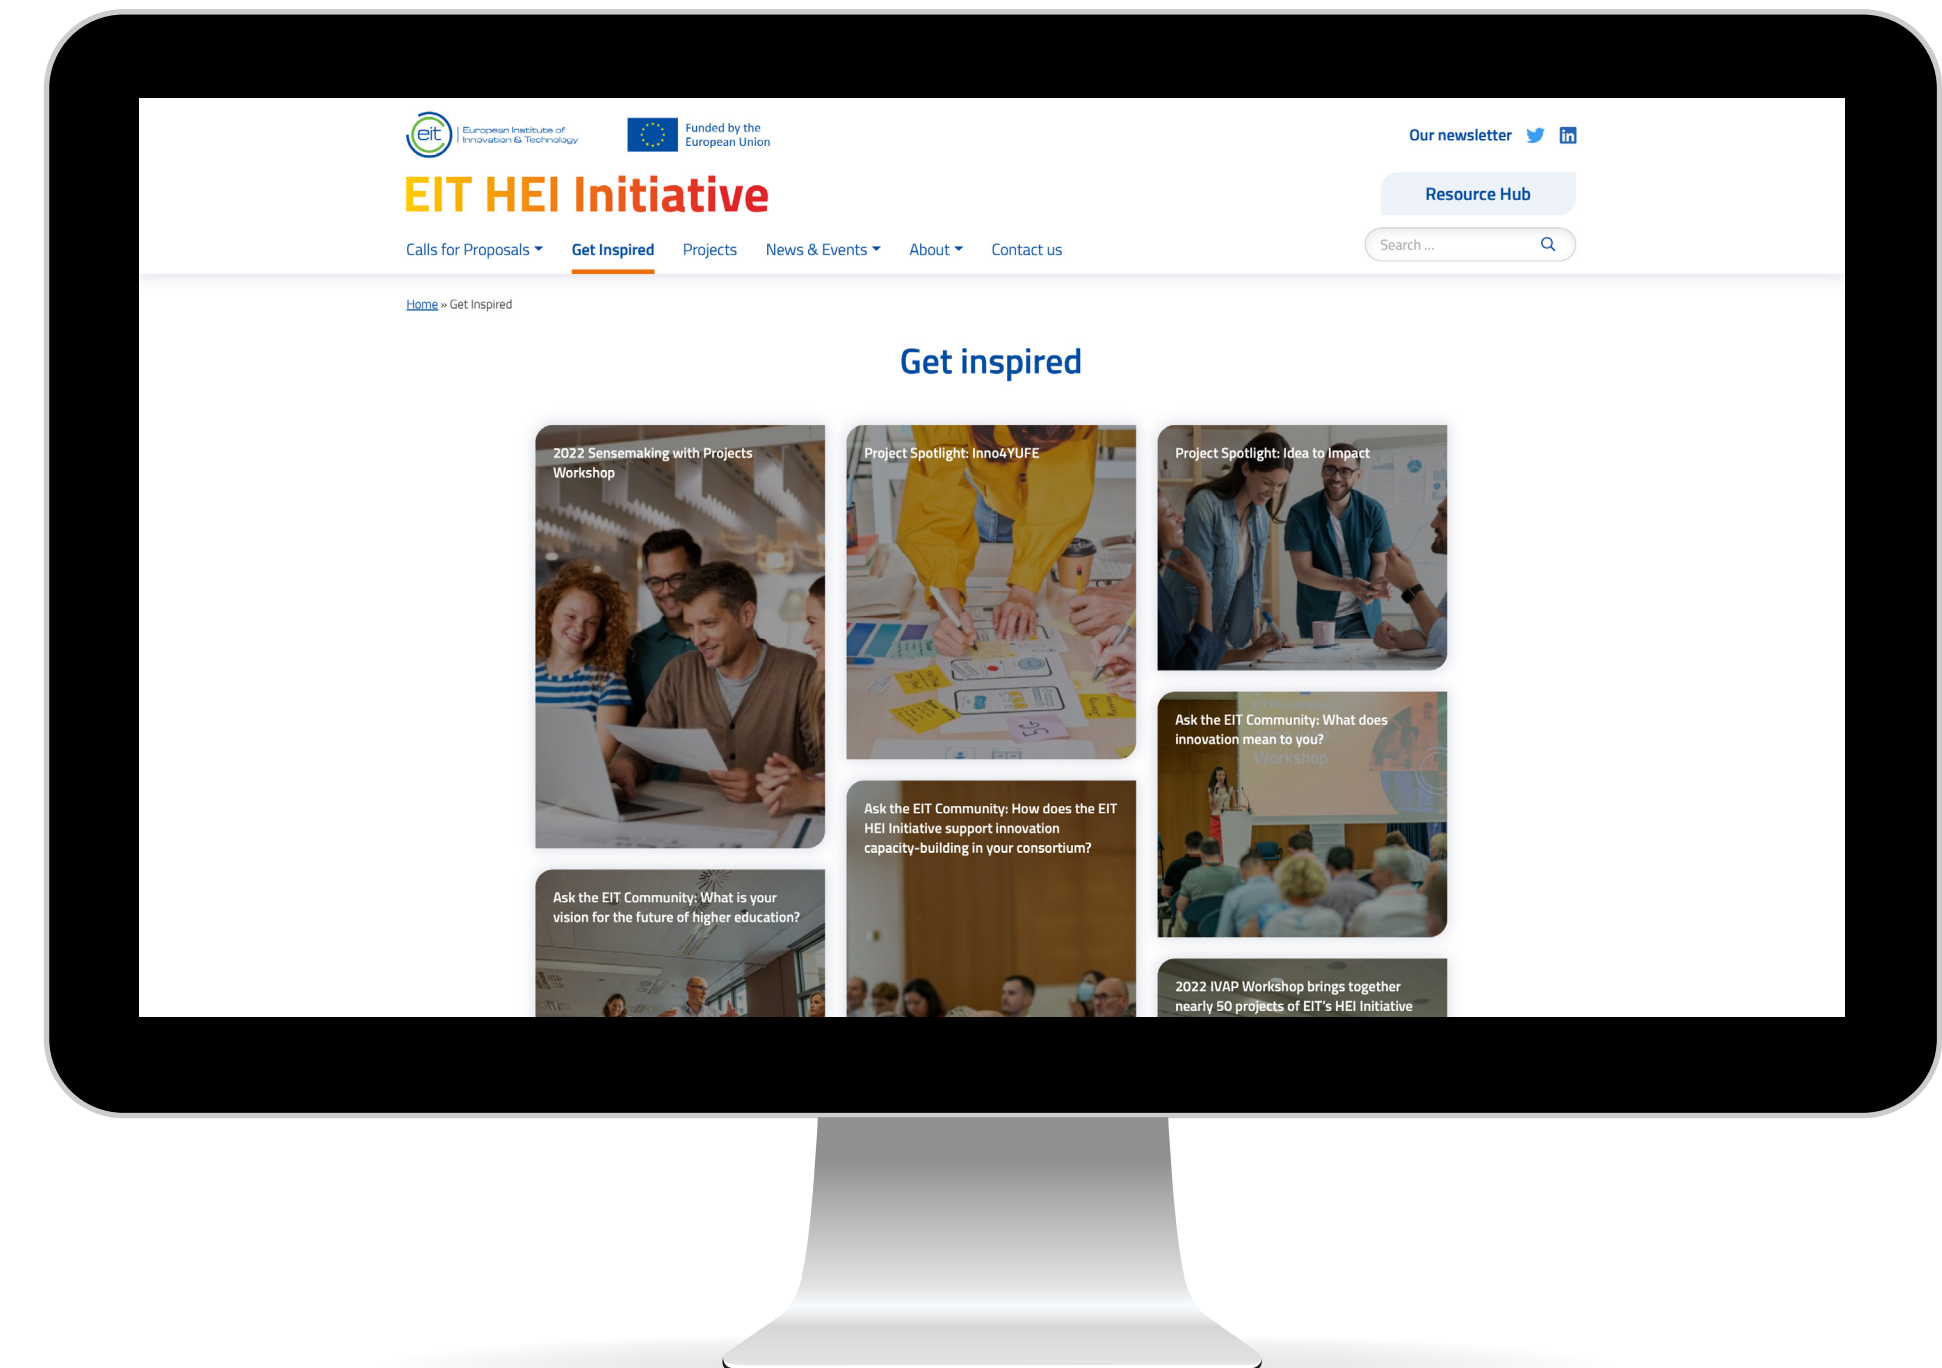 eit
European Institute of
Innovation & Technology
Funded by the
European Union
Our newsletter
in
EIT HEI Initiative
Resource Hub
Calls for Proposals
Get Inspired
Projects
News & Events
About
Contact us
Search ...
Home » Get Inspired
Get inspired
2022 Sensemaking with Projects
Workshop
Project Spotlight: Inno4YUFE
Project Spotlight: Idea to Impact
Ask the EIT Community: What does
innovation mean to you?
Workshop
Ask the EIT Community: How does the EIT
HEI Initiative support innovation
capacity-building in your consortium?
Ask the EIT Community: What is your
vision for the future of higher education?
2022 IVAP Workshop brings together
nearly 50 projects of EIT's HEI Initiative